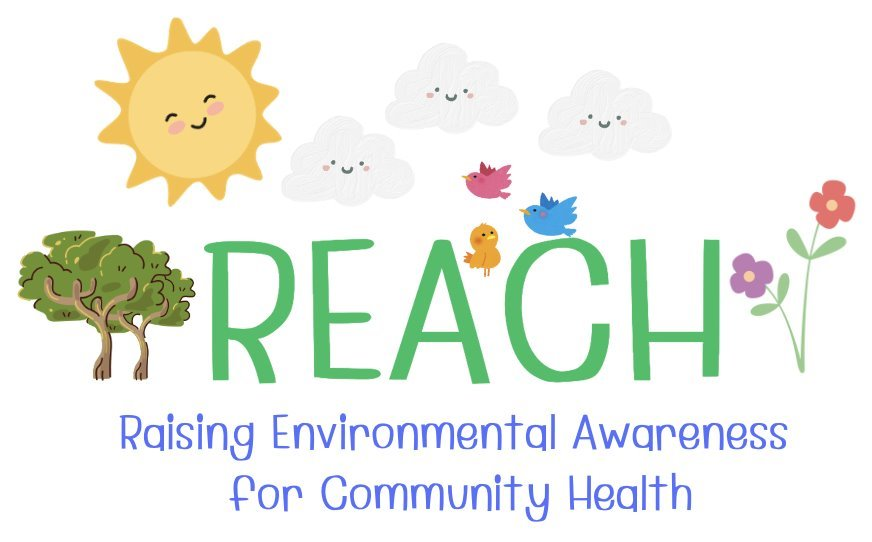 REACH
Raising Environmental Awareness
for Community Health